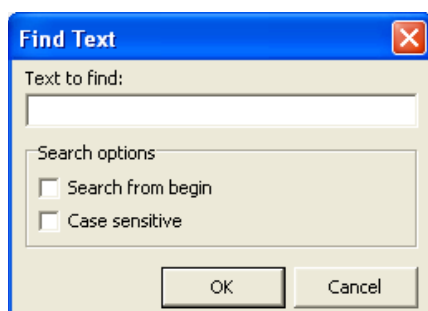 Find Text
Text to find:
Search options
Search from begin
Case sensitive
OK Cancel